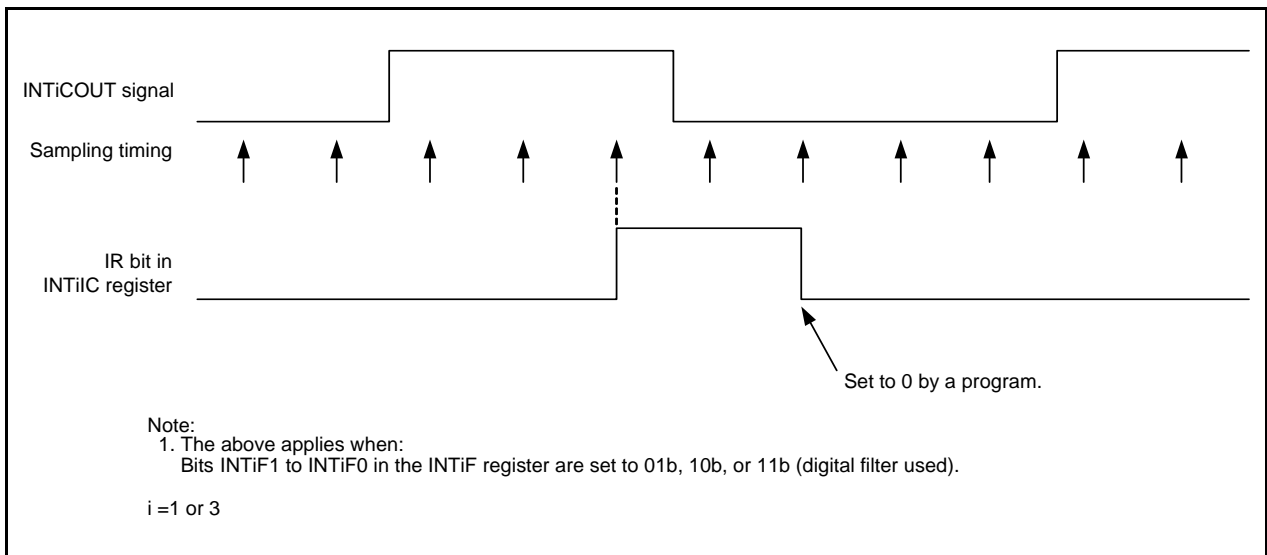 INTiCOUT signal
Sampling timing
IR bit in
INTiIC register
Set to 0 by a program.
Note:
1. The above applies when:
Bits INTiF1 to INTiF0 in the INTiF register are set to 01b, 10b, or 11b (digital filter used).
i =1 or 3